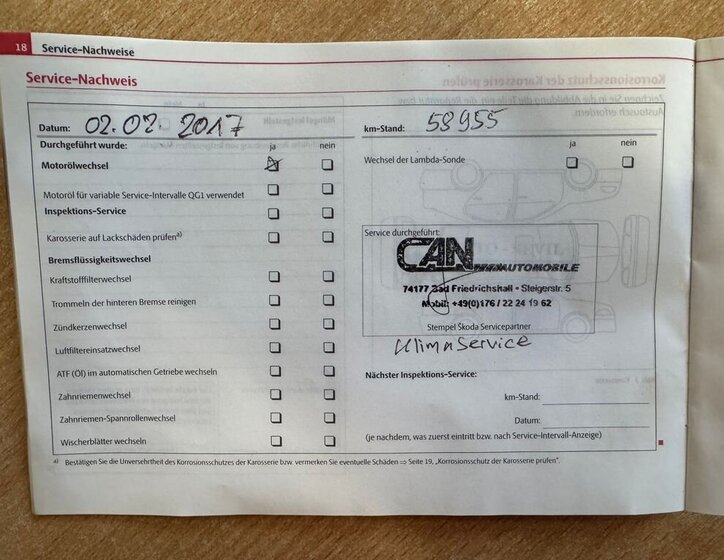 18 Service-Nachweise
Service-Nachweis
Datum: 02.02.2017
km-Stand: 58955
Durchgeführt wurde: ja nein
ja nein
Motorölwechsel
Wechsel der Lambda-Sonde
Motoröl für variable Service-Intervalle QG1 verwendet
Inspektions-Service
Karosserie auf Lackschäden prüfen a)
Bremsflüssigkeitswechsel
Kraftstofffilterwechsel
Trommeln der hinteren Bremse reinigen
Zündkerzenwechsel
Luftfiltereinsatzwechsel
ATF (Öl) im automatischen Getriebe wechseln
Zahnriemenwechsel
Zahnriemen-Spannrollenwechsel
Wischerblätter wechseln
Service durchgeführt:
CAN AUTOMOBILE
74177 Bad Friedrichshall • Steigerstr. 5
Mobil: +49(0)176 / 22 24 19 62
Stempel Škoda Servicepartner
Klima Service
Nächster Inspektions-Service:
km-Stand:
Datum:
(je nachdem, was zuerst eintritt bzw. nach Service-Intervall-Anzeige)
a) Bestätigen Sie die Unversehrtheit des Korrosionsschutzes der Karosserie bzw. vermerken Sie eventuelle Schäden ⇒ Seite 19, „Korrosionsschutz der Karosserie prüfen“.